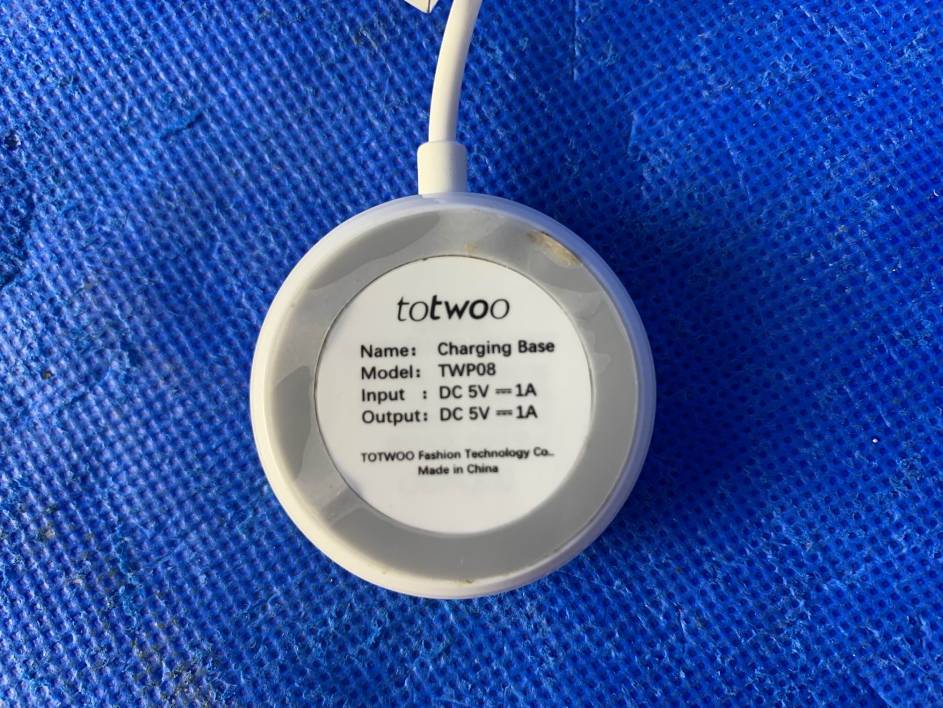 totwoo
Name: Charging Base
Model: TWP08
Input : DC 5V ⎓ 1A
Output: DC 5V ⎓ 1A
TOTWOO Fashion Technology Co..
Made in China